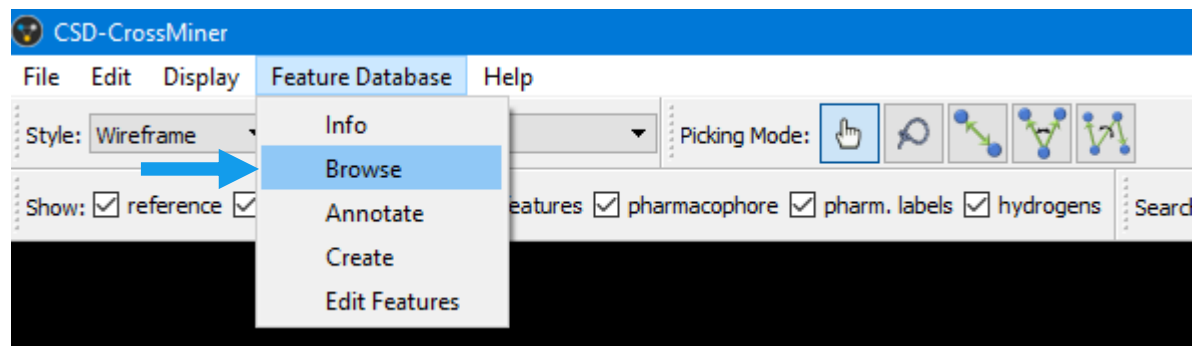 CSD-CrossMiner
File Edit Display Feature Database Help
Style: Wireframe Picking Mode:
Info
Browse
Show: reference eatures pharmacophore pharm. labels hydrogens Search
Annotate
Create
Edit Features